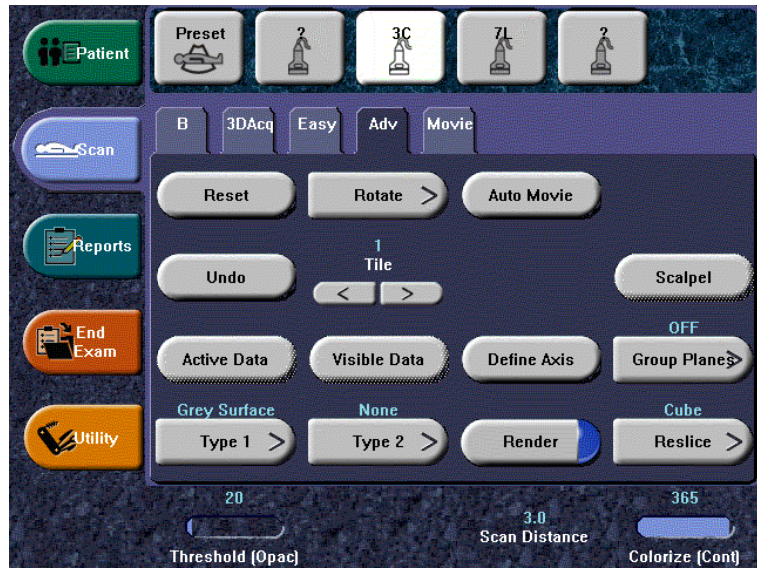 Patient
Preset
?
3C
7L
?
Scan
B
3DAcq
Easy
Adv
Movie
Reset
Rotate >
Auto Movie
Reports
Undo
1
Tile
< >
Scalpel
End
Exam
Active Data
Visible Data
Define Axis
OFF
Group Planes>
Utility
Grey Surface
Type 1 >
None
Type 2 >
Render
Cube
Reslice >
20
Threshold (Opac)
3.0
Scan Distance
365
Colorize (Cont)